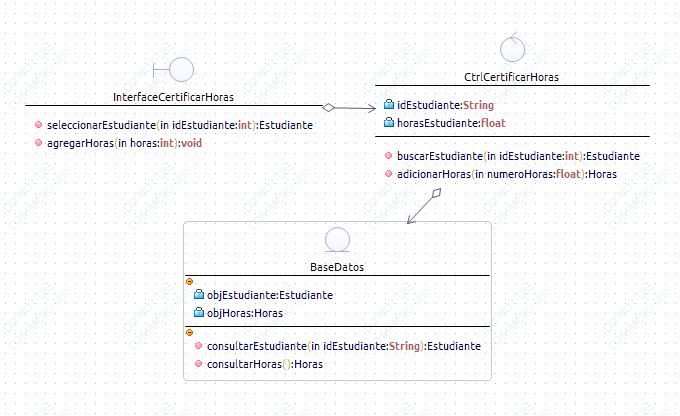 InterfaceCertificarHoras
seleccionarEstudiante(in idEstudiante:int):Estudiante
agregarHoras(in horas:int):void
CtrlCertificarHoras
idEstudiante:String
horasEstudiante:float
buscarEstudiante(in idEstudiante:int):Estudiante
adicionarHoras(in numeroHoras:float):Horas
BaseDatos
objEstudiante:Estudiante
objHoras:Horas
consultarEstudiante(in idEstudiante:String):Estudiante
consultarHoras():Horas